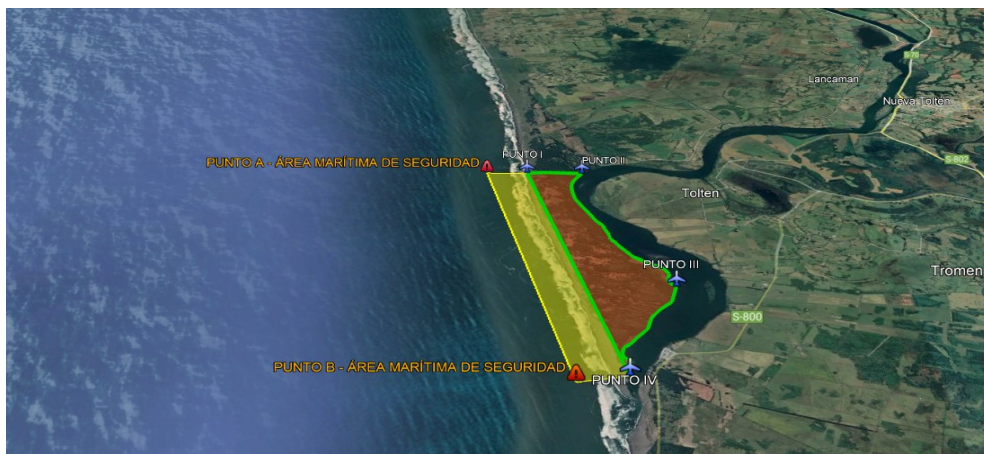 S-70
Lancaman
Nueva Toltén
PUNTO A - ÁREA MARÍTIMA DE SEGURIDAD
PUNTO I
PUNTO II
S-802
Tolten
PUNTO III
Tromen
S-800
PUNTO B - ÁREA MARÍTIMA DE SEGURIDAD
PUNTO IV